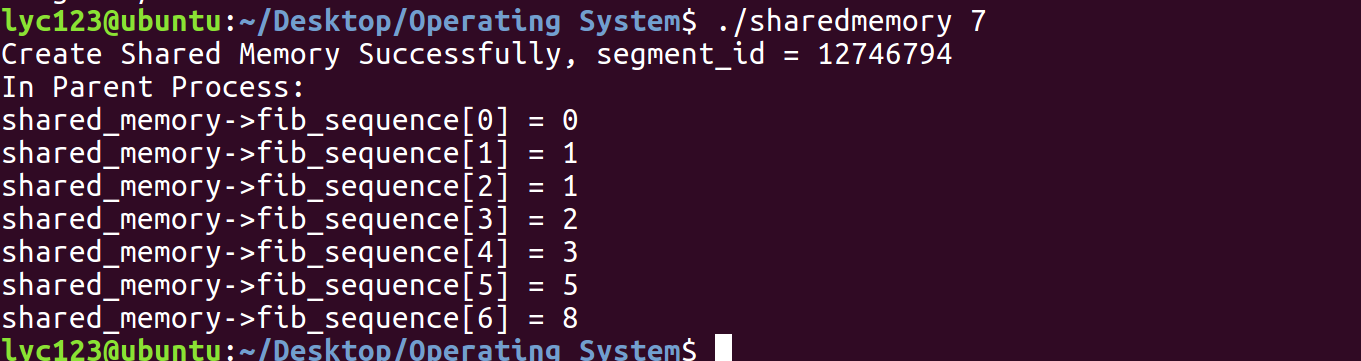 lyc123@ubuntu:~/Desktop/Operating System$ ./sharedmemory 7
Create Shared Memory Successfully, segment_id = 12746794
In Parent Process:
shared_memory->fib_sequence[0] = 0
shared_memory->fib_sequence[1] = 1
shared_memory->fib_sequence[2] = 1
shared_memory->fib_sequence[3] = 2
shared_memory->fib_sequence[4] = 3
shared_memory->fib_sequence[5] = 5
shared_memory->fib_sequence[6] = 8
lyc123@ubuntu:~/Desktop/Operating System$